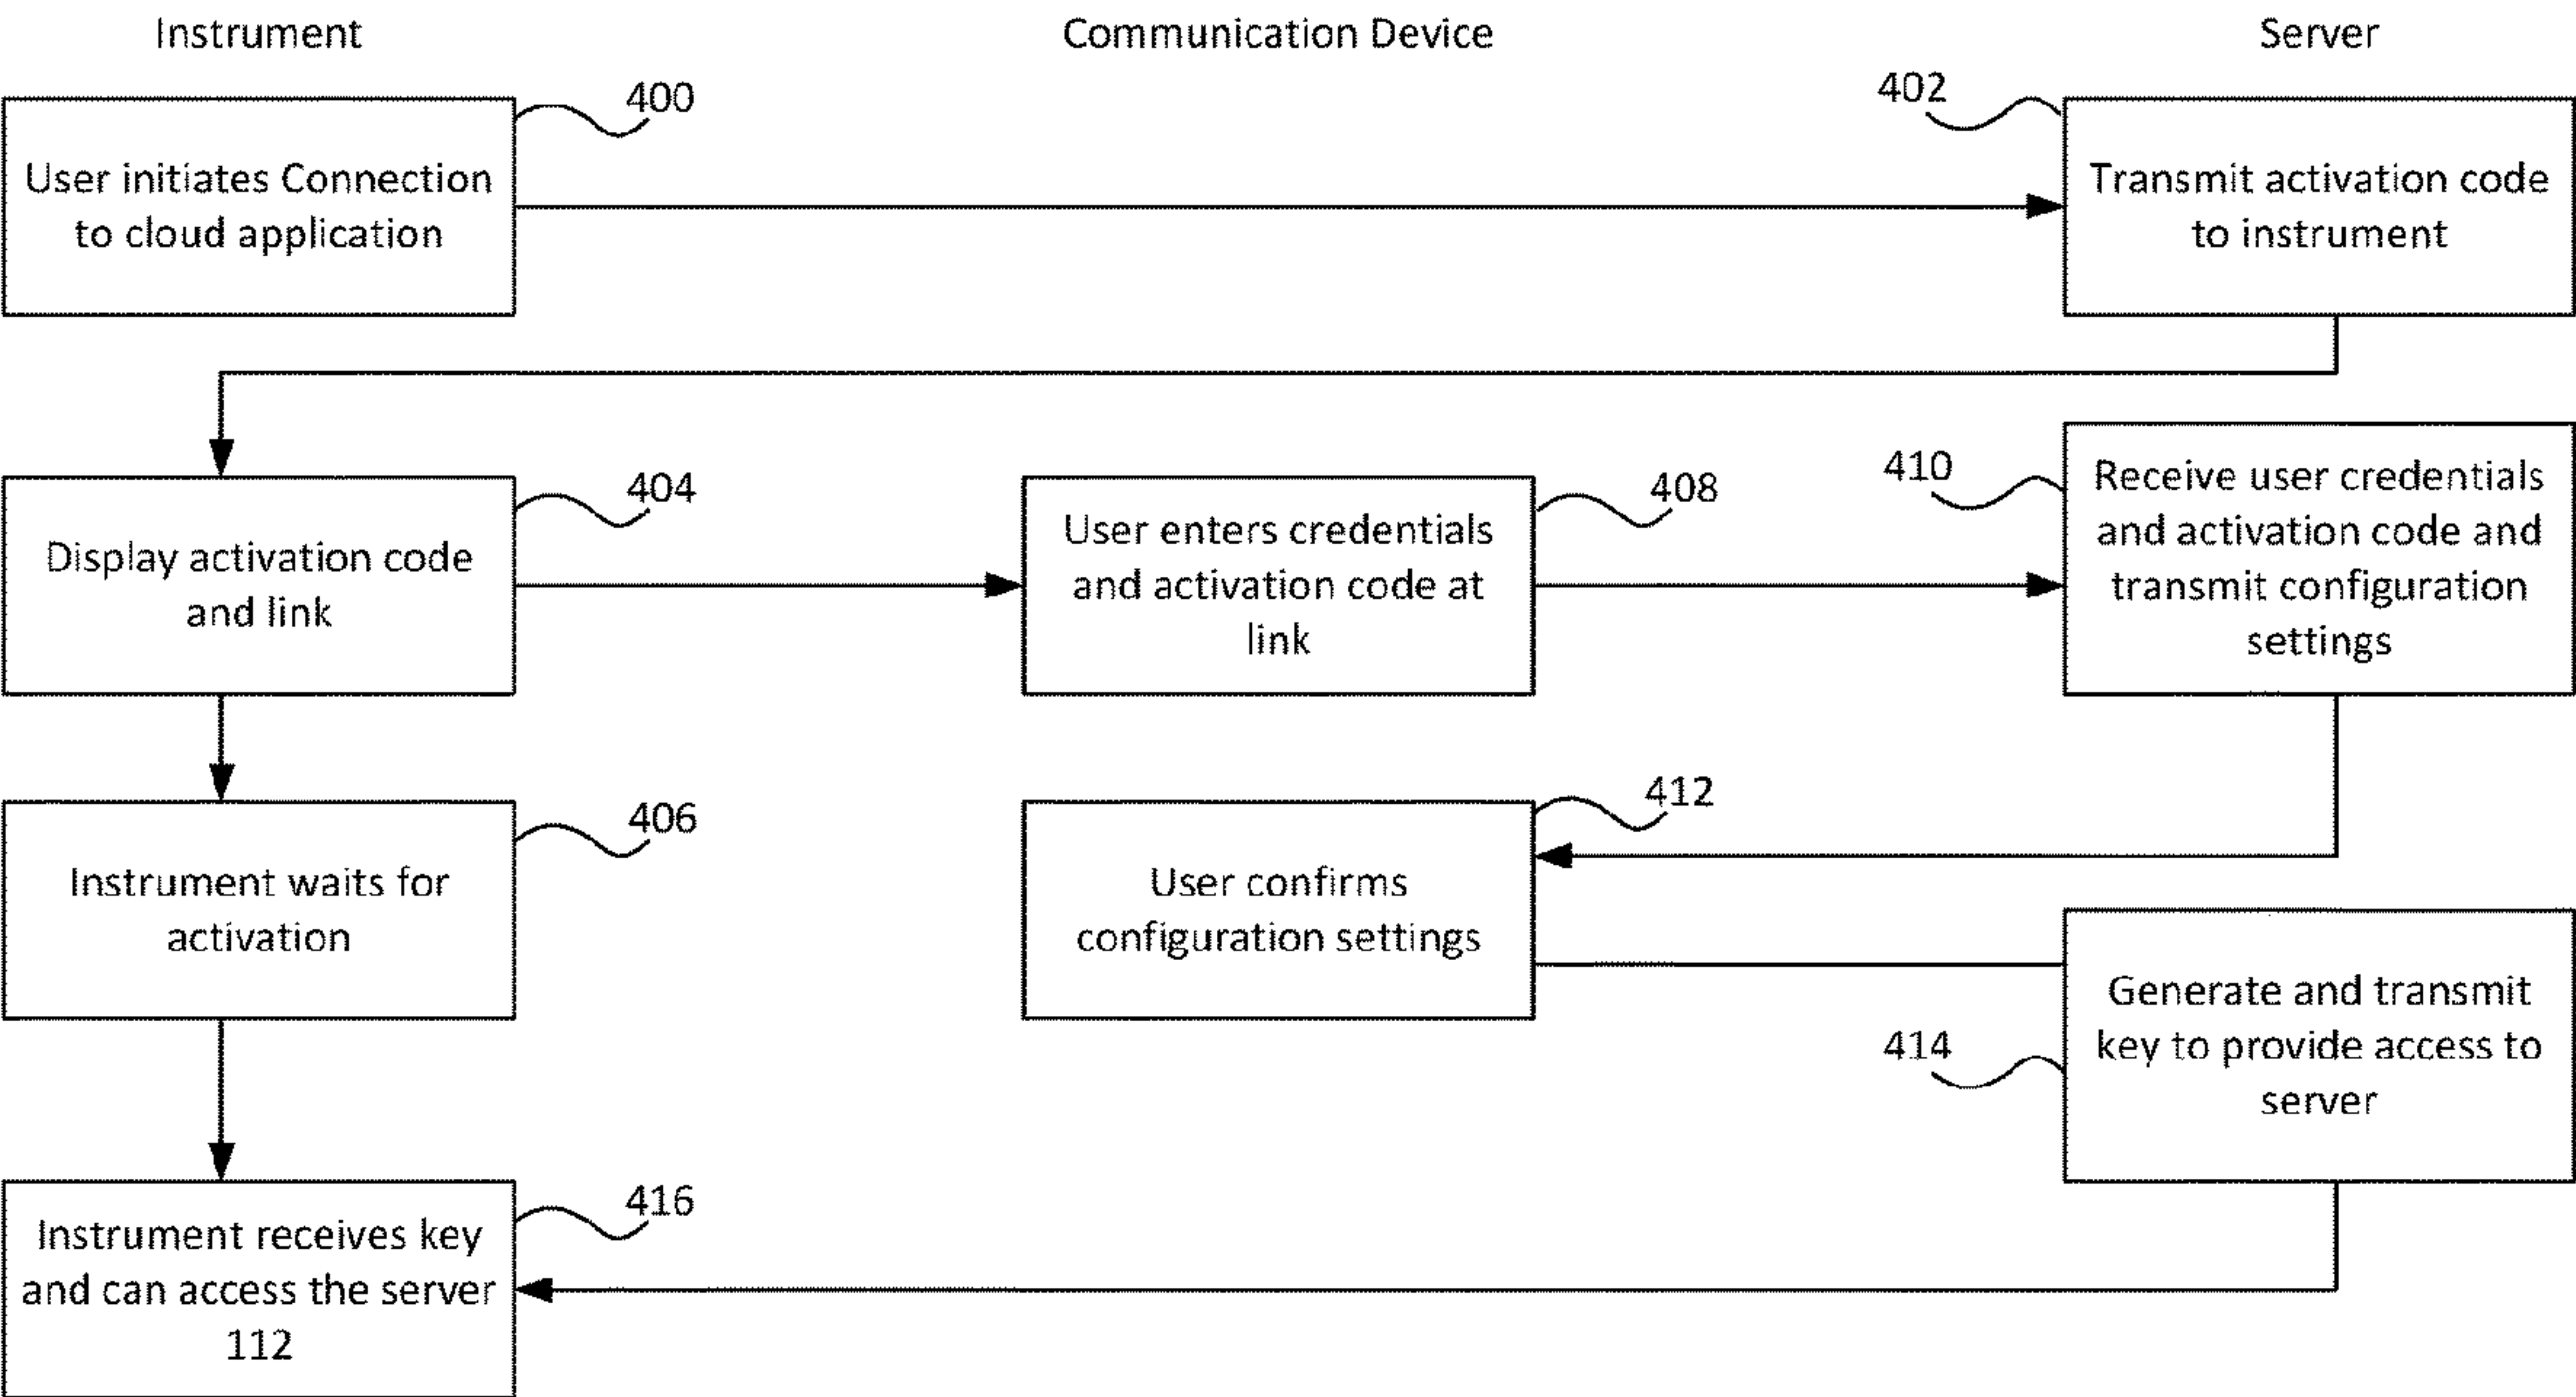 Instrument
Communication Device
Server
400
402
User initiates Connection
to cloud application
Transmit activation code
to instrument
404
408
410
Display activation code
and link
User enters credentials
and activation code at
link
Receive user credentials
and activation code and
transmit configuration
settings
406
412
Instrument waits for
activation
User confirms
configuration settings
414
Generate and transmit
key to provide access to
server
416
Instrument receives key
and can access the server
112